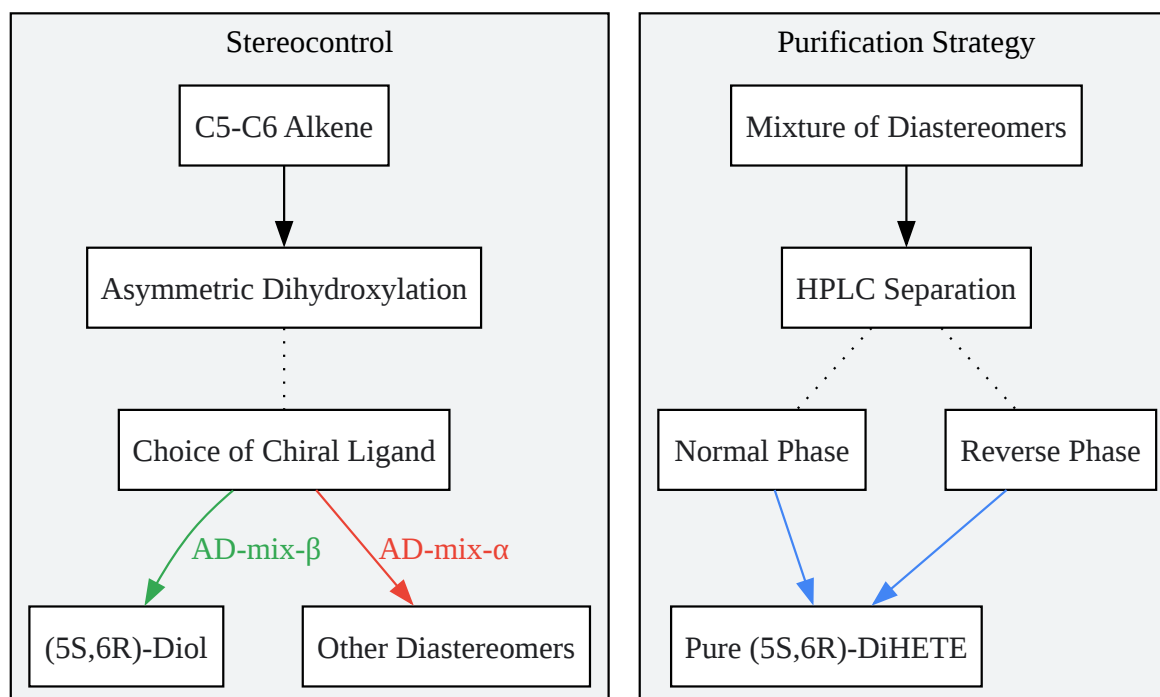 Stereocontrol
C5-C6 Alkene
Asymmetric Dihydroxylation
Choice of Chiral Ligand
AD-mix-β
AD-mix-α
(5S,6R)-Diol
Other Diastereomers
Purification Strategy
Mixture of Diastereomers
HPLC Separation
Normal Phase
Reverse Phase
Pure (5S,6R)-DiHETE